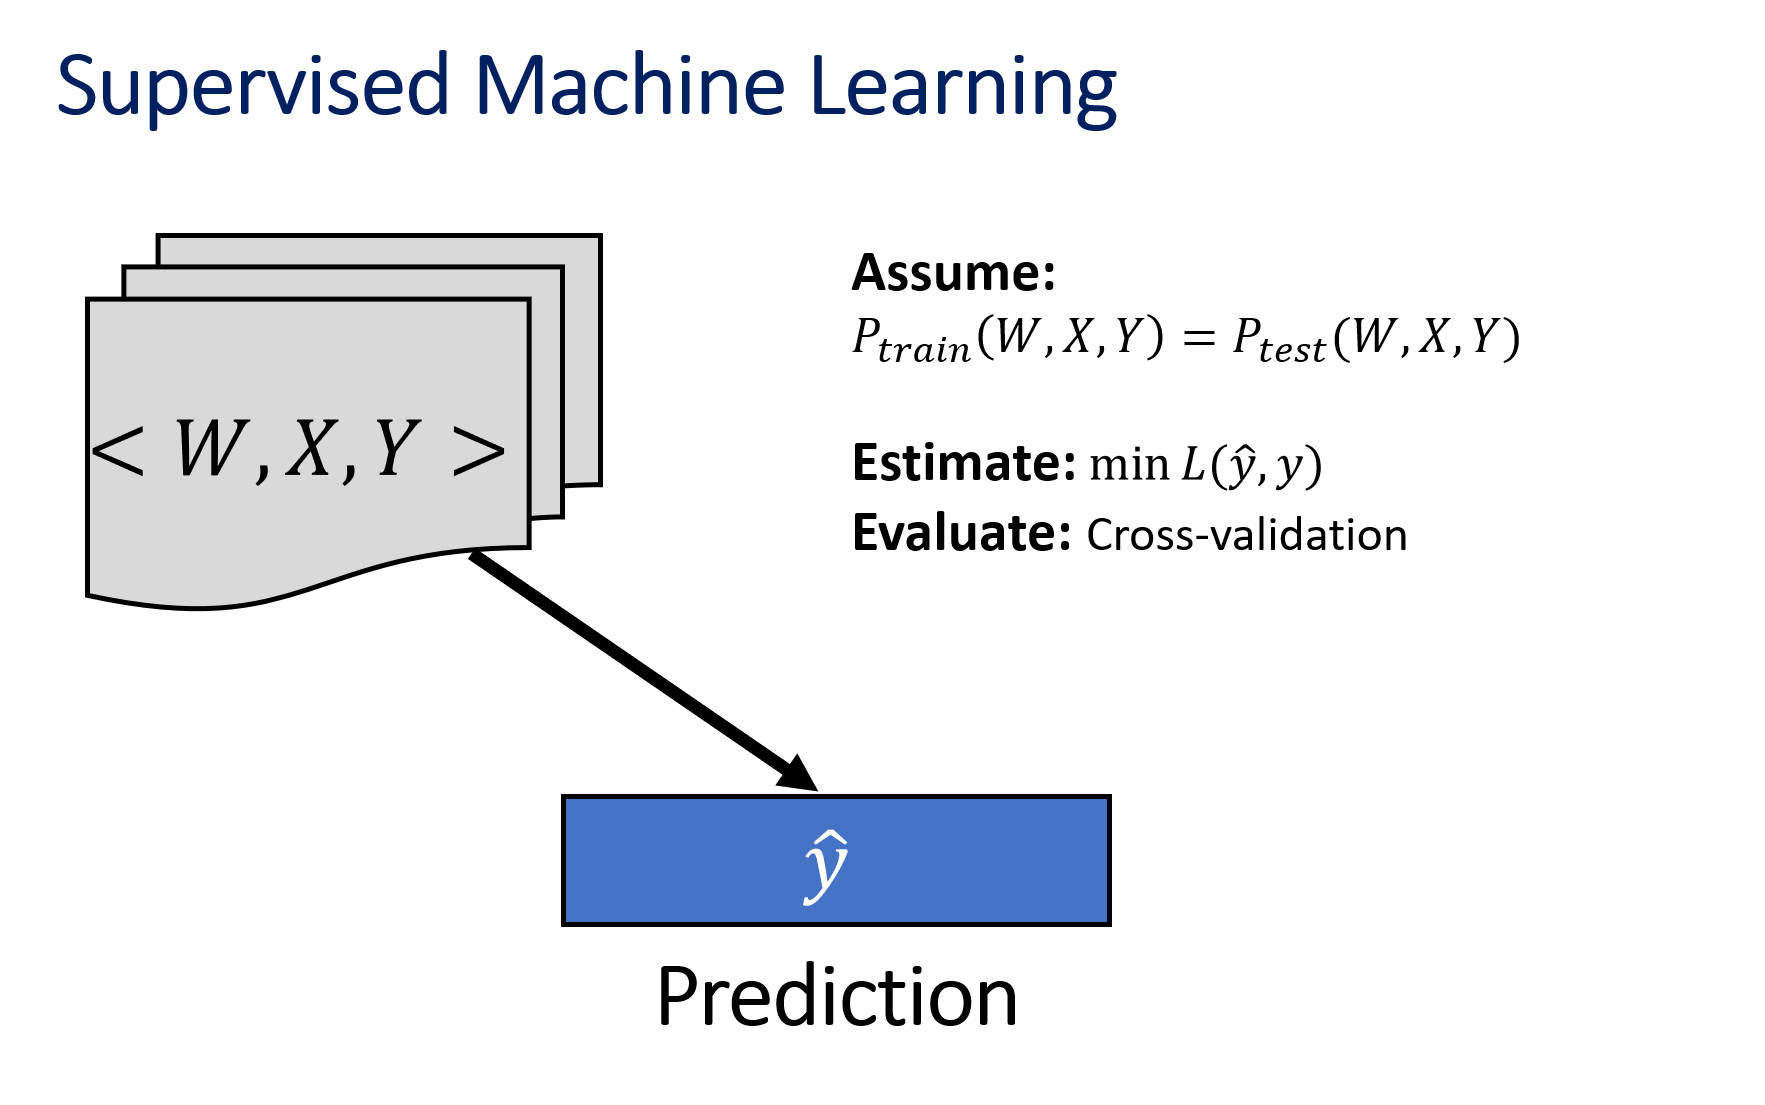 Supervised Machine Learning
< W, X, Y >
Assume:
P_train(W, X, Y) = P_test(W, X, Y)
Estimate: min L(ŷ, y)
Evaluate: Cross-validation
ŷ
Prediction